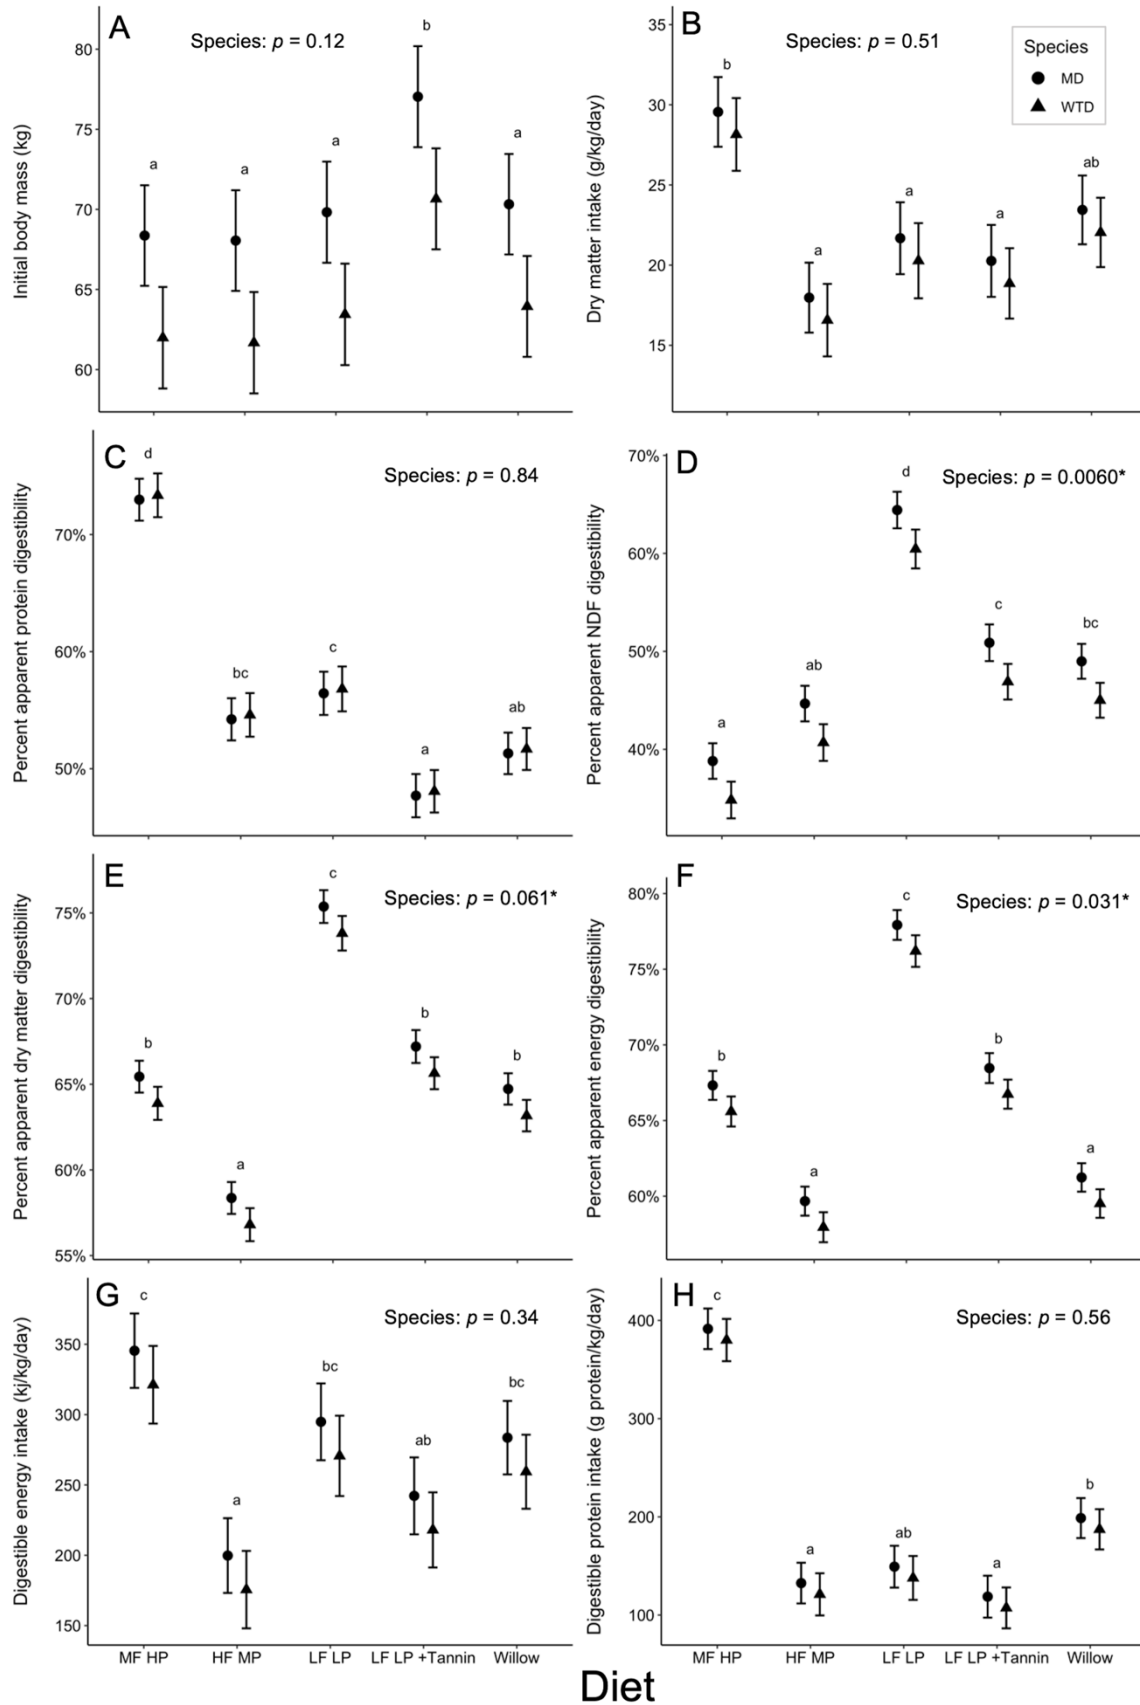 A
Species: p = 0.12
Initial body mass (kg)
80
75
70
65
60
a
a
a
b
a
B
Species: p = 0.51
Species
MD
WTD
Dry matter intake (g/kg/day)
35
30
25
20
15
b
a
a
a
ab
C
Species: p = 0.84
Percent apparent protein digestibility
70%
60%
50%
d
bc
c
a
ab
D
Species: p = 0.0060*
Percent apparent NDF digestibility
70%
60%
50%
40%
a
ab
d
c
bc
E
Species: p = 0.061*
Percent apparent dry matter digestibility
75%
70%
65%
60%
55%
b
a
c
b
b
F
Species: p = 0.031*
Percent apparent energy digestibility
80%
75%
70%
65%
60%
b
a
c
b
a
G
Species: p = 0.34
Digestible energy intake (kj/kg/day)
350
300
250
200
150
c
a
bc
ab
bc
MF HP
HF MP
LF LP
LF LP +Tannin
Willow
H
Species: p = 0.56
Digestible protein intake (g protein/kg/day)
400
300
200
100
c
a
ab
a
b
MF HP
HF MP
LF LP
LF LP +Tannin
Willow
Diet